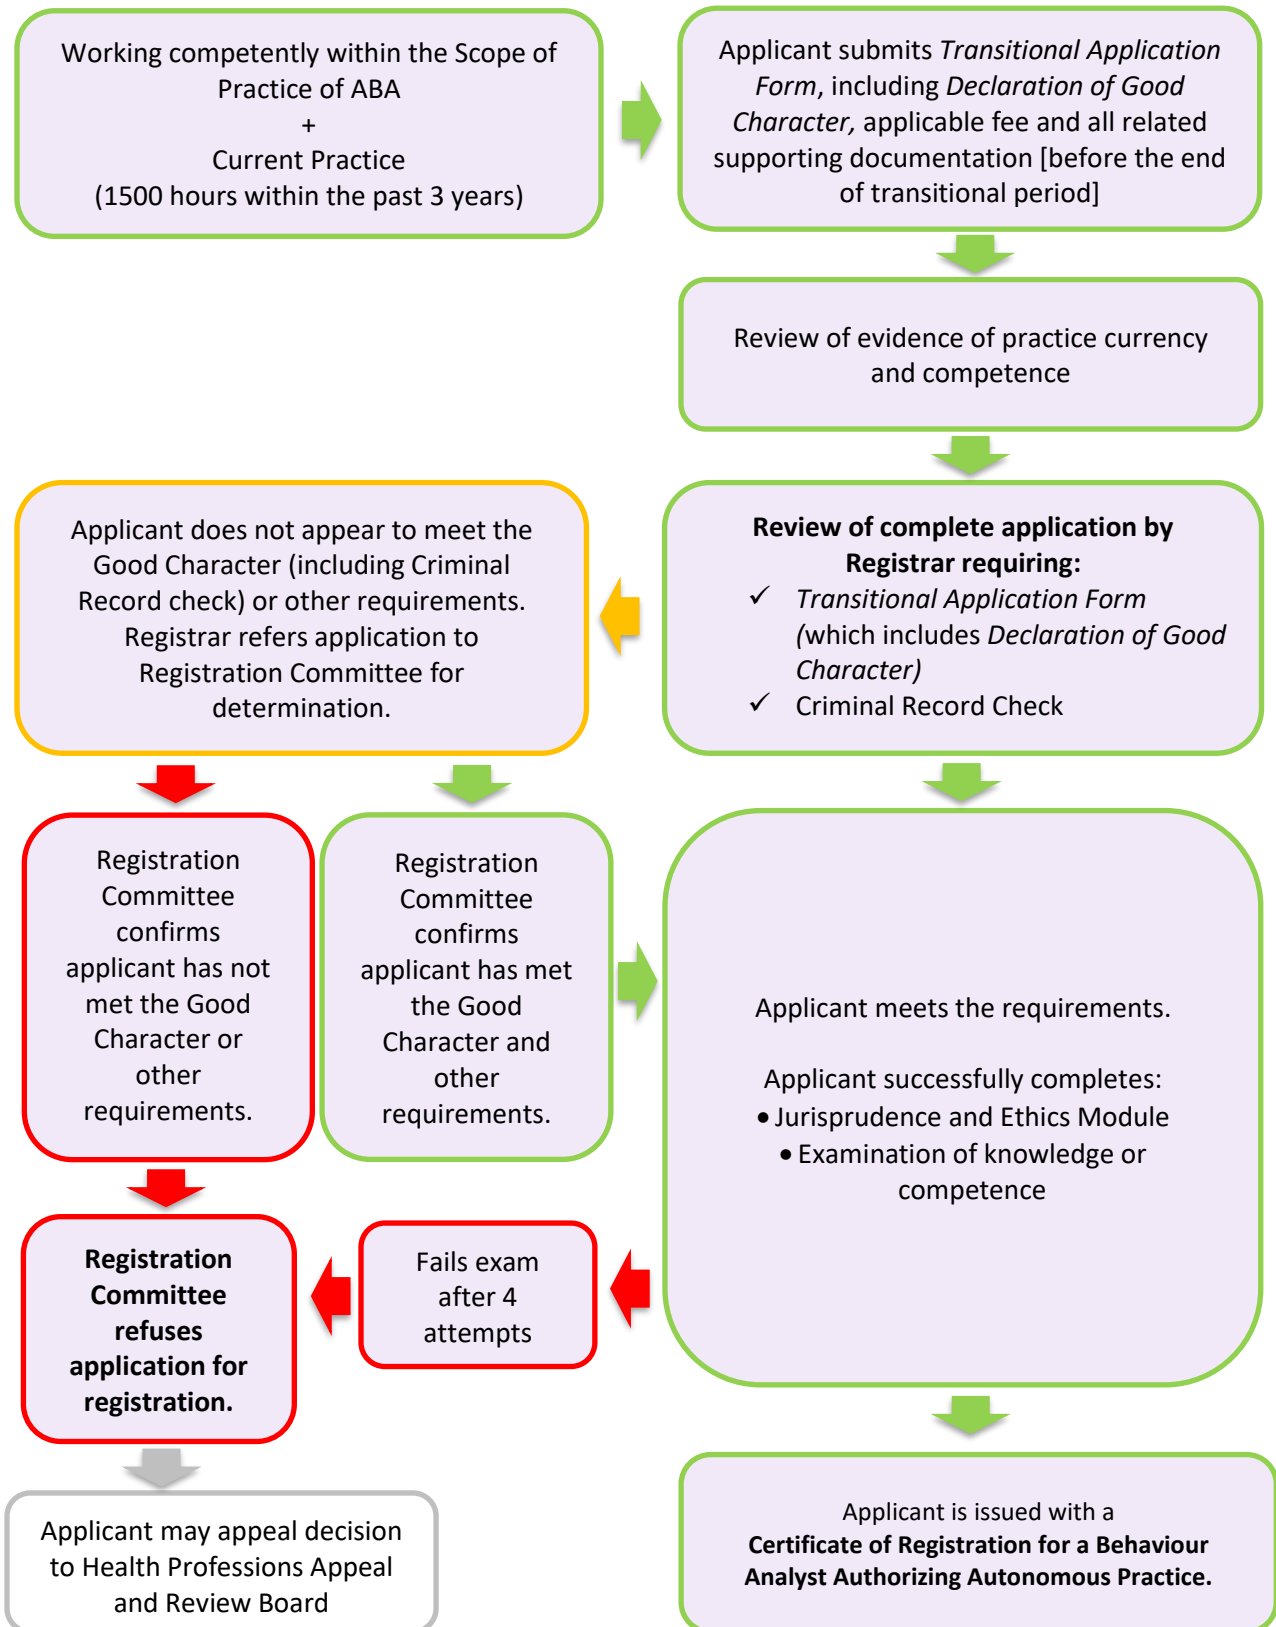 Working competently within the Scope of
Practice of ABA
+
Current Practice
(1500 hours within the past 3 years)
Applicant submits Transitional Application
Form, including Declaration of Good
Character, applicable fee and all related
supporting documentation [before the end
of transitional period]
Review of evidence of practice currency
and competence
Review of complete application by
Registrar requiring:
✓ Transitional Application Form
(which includes Declaration of Good
Character)
✓ Criminal Record Check
Applicant does not appear to meet the
Good Character (including Criminal
Record check) or other requirements.
Registrar refers application to
Registration Committee for
determination.
Registration
Committee
confirms
applicant has not
met the Good
Character or
other
requirements.
Registration
Committee
confirms
applicant has met
the Good
Character and
other
requirements.
Applicant meets the requirements.
Applicant successfully completes:
• Jurisprudence and Ethics Module
• Examination of knowledge or
competence
Fails exam
after 4
attempts
Registration
Committee
refuses
application for
registration.
Applicant may appeal decision
to Health Professions Appeal
and Review Board
Applicant is issued with a
Certificate of Registration for a Behaviour
Analyst Authorizing Autonomous Practice.